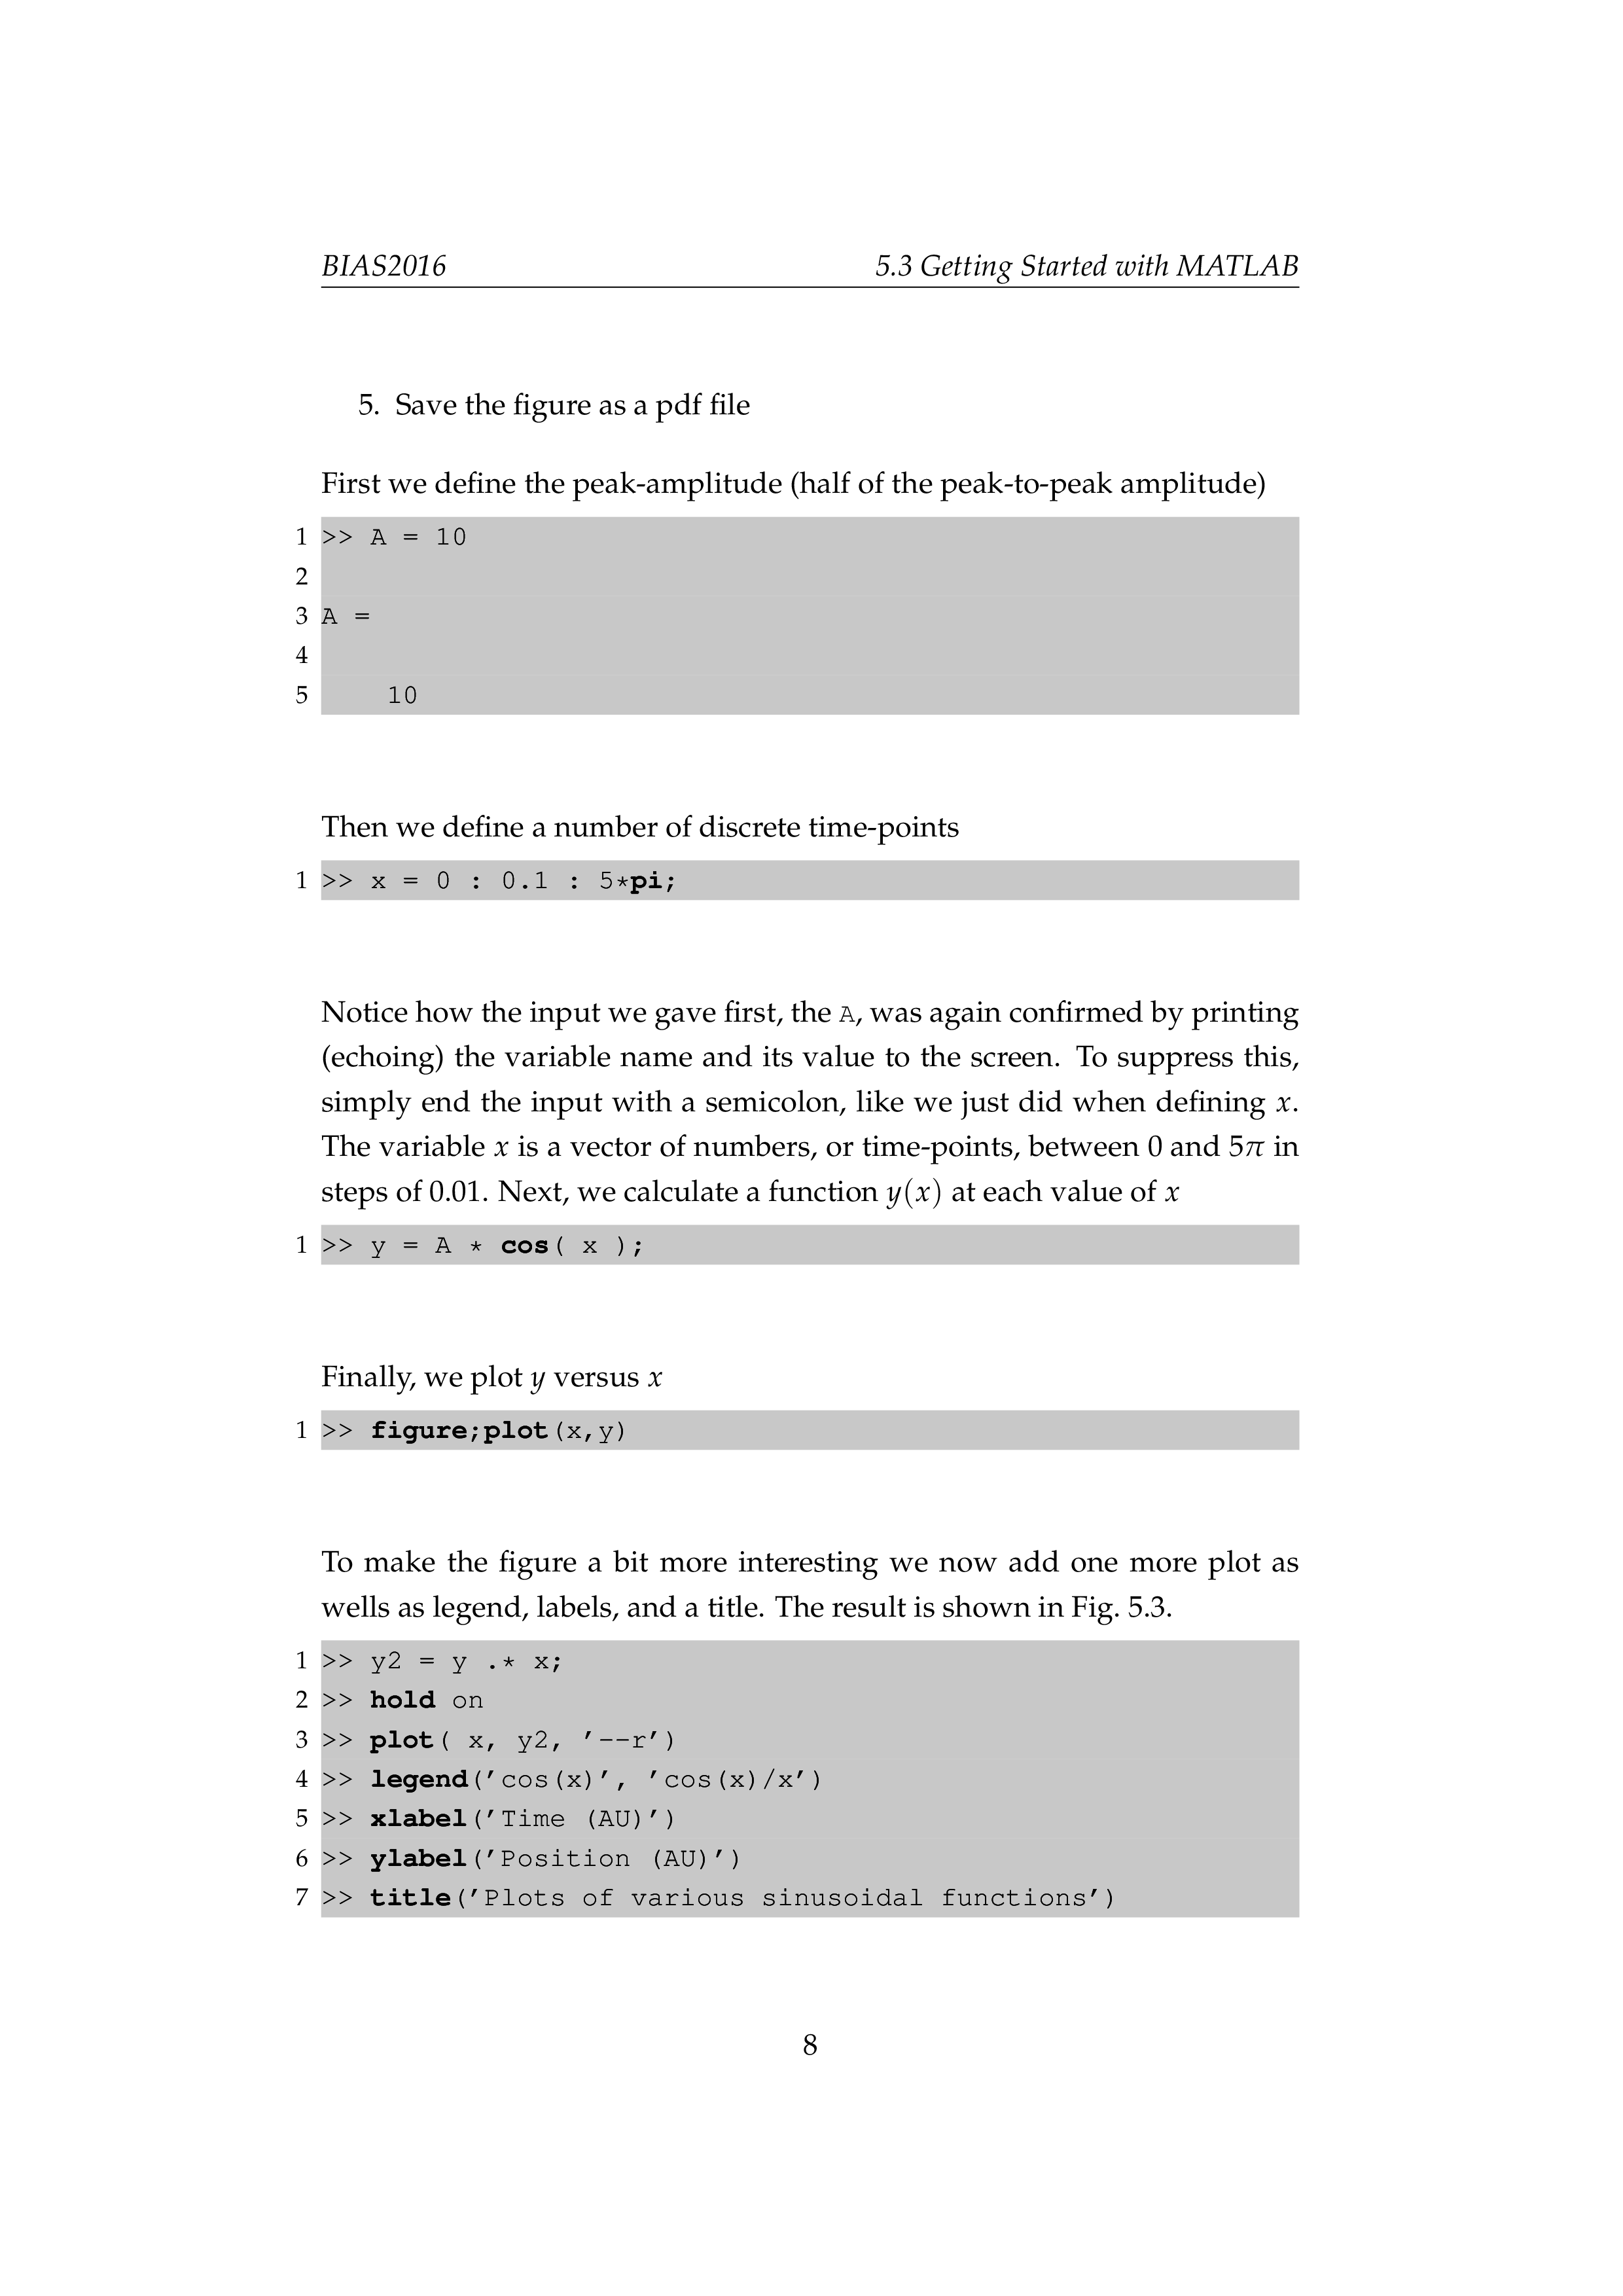 BIAS2016 5.3 Getting Started with MATLAB
5. Save the figure as a pdf file
First we define the peak-amplitude (half of the peak-to-peak amplitude)
1 >> A = 10
2
3 A =
4
5     10
Then we define a number of discrete time-points
1 >> x = 0 : 0.1 : 5*pi;
Notice how the input we gave first, the A, was again confirmed by printing
(echoing) the variable name and its value to the screen. To suppress this,
simply end the input with a semicolon, like we just did when defining x.
The variable x is a vector of numbers, or time-points, between 0 and 5π in
steps of 0.01. Next, we calculate a function y(x) at each value of x
1 >> y = A * cos( x );
Finally, we plot y versus x
1 >> figure;plot(x,y)
To make the figure a bit more interesting we now add one more plot as
wells as legend, labels, and a title. The result is shown in Fig. 5.3.
1 >> y2 = y .* x;
2 >> hold on
3 >> plot( x, y2, '--r')
4 >> legend('cos(x)', 'cos(x)/x')
5 >> xlabel('Time (AU)')
6 >> ylabel('Position (AU)')
7 >> title('Plots of various sinusoidal functions')
8